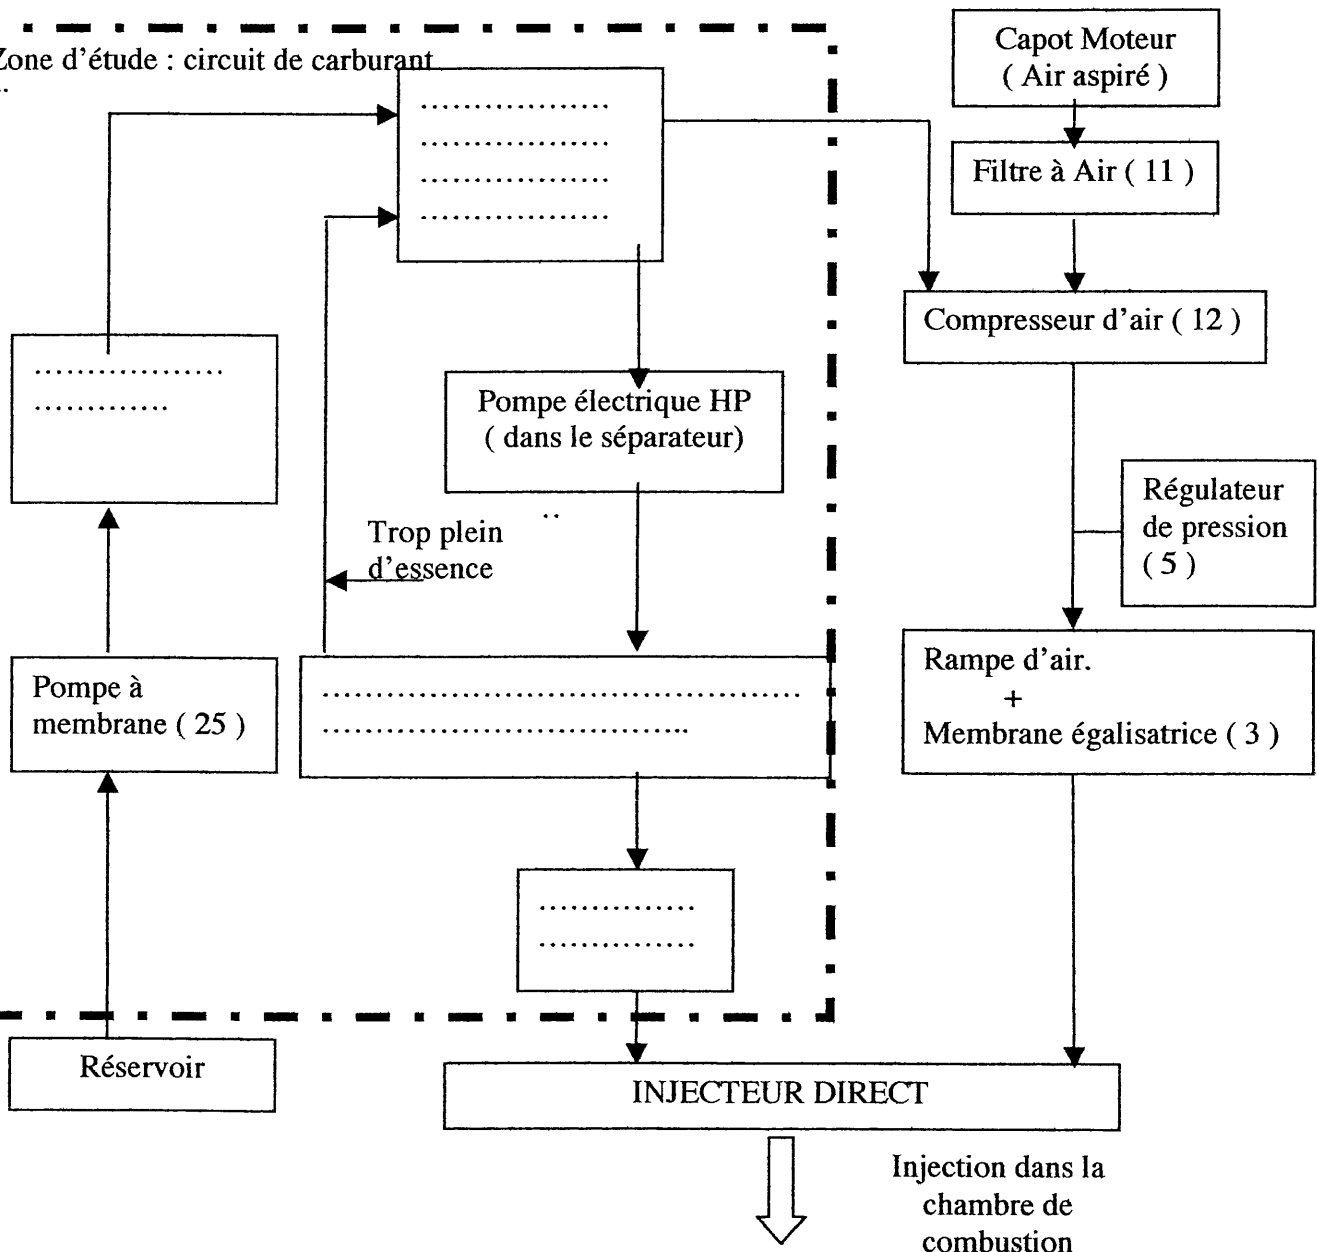 Zone d'étude : circuit de carburant
..
...................
...................
...................
...................
Capot Moteur
( Air aspiré )
Filtre à Air ( 11 )
Compresseur d'air ( 12 )
...................
..............
Pompe électrique HP
( dans le séparateur)
..
Régulateur
de pression
( 5 )
Trop plein
d'essence
Pompe à
membrane ( 25 )
................................................
.....................................
Rampe d'air.
+
Membrane égalisatrice ( 3 )
................
................
Réservoir
INJECTEUR DIRECT
Injection dans la
chambre de
combustion